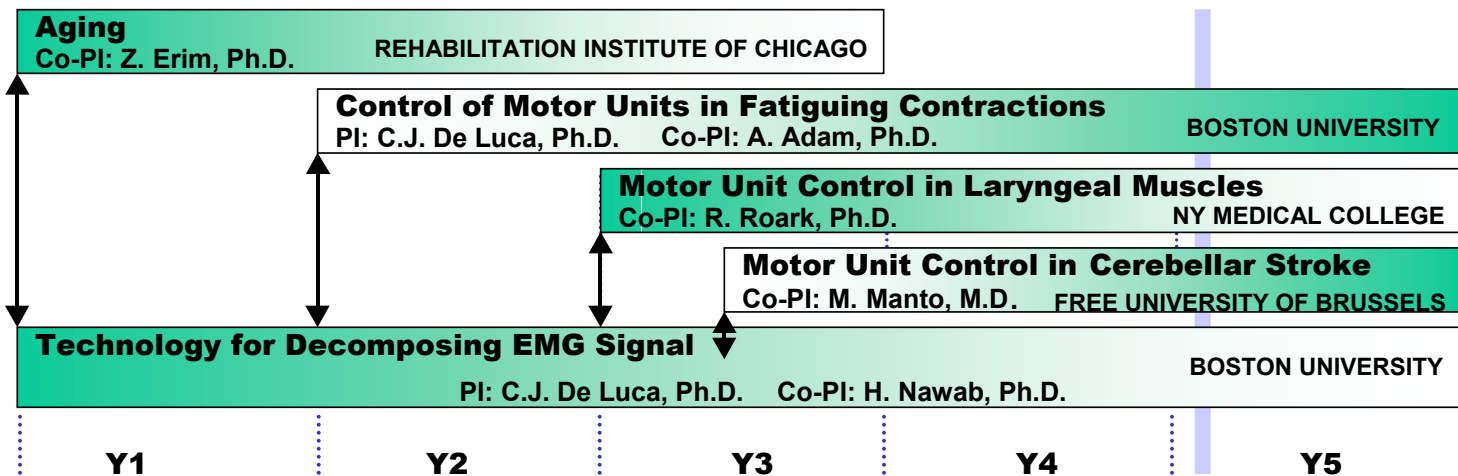 Aging
Co-PI: Z. Erim, Ph.D. REHABILITATION INSTITUTE OF CHICAGO
Control of Motor Units in Fatiguing Contractions
PI: C.J. De Luca, Ph.D. Co-PI: A. Adam, Ph.D. BOSTON UNIVERSITY
Motor Unit Control in Laryngeal Muscles
Co-PI: R. Roark, Ph.D. NY MEDICAL COLLEGE
Motor Unit Control in Cerebellar Stroke
Co-PI: M. Manto, M.D. FREE UNIVERSITY OF BRUSSELS
Technology for Decomposing EMG Signal
BOSTON UNIVERSITY
PI: C.J. De Luca, Ph.D. Co-PI: H. Nawab, Ph.D.
Y1 Y2 Y3 Y4 Y5